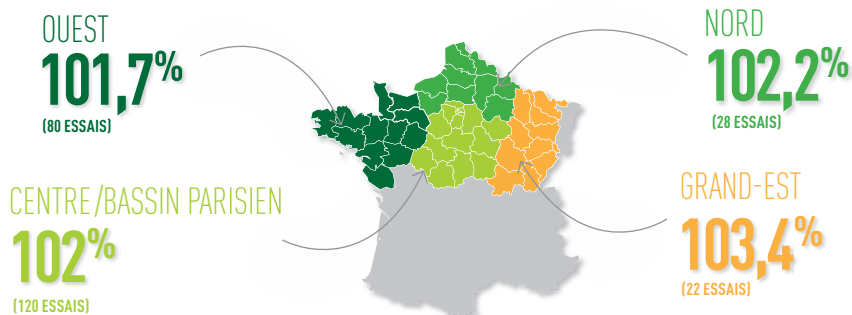 OUEST
101,7%
(80 ESSAIS)
NORD
102,2%
(28 ESSAIS)
CENTRE/BASSIN PARISIEN
102%
(120 ESSAIS)
GRAND-EST
103,4%
(22 ESSAIS)